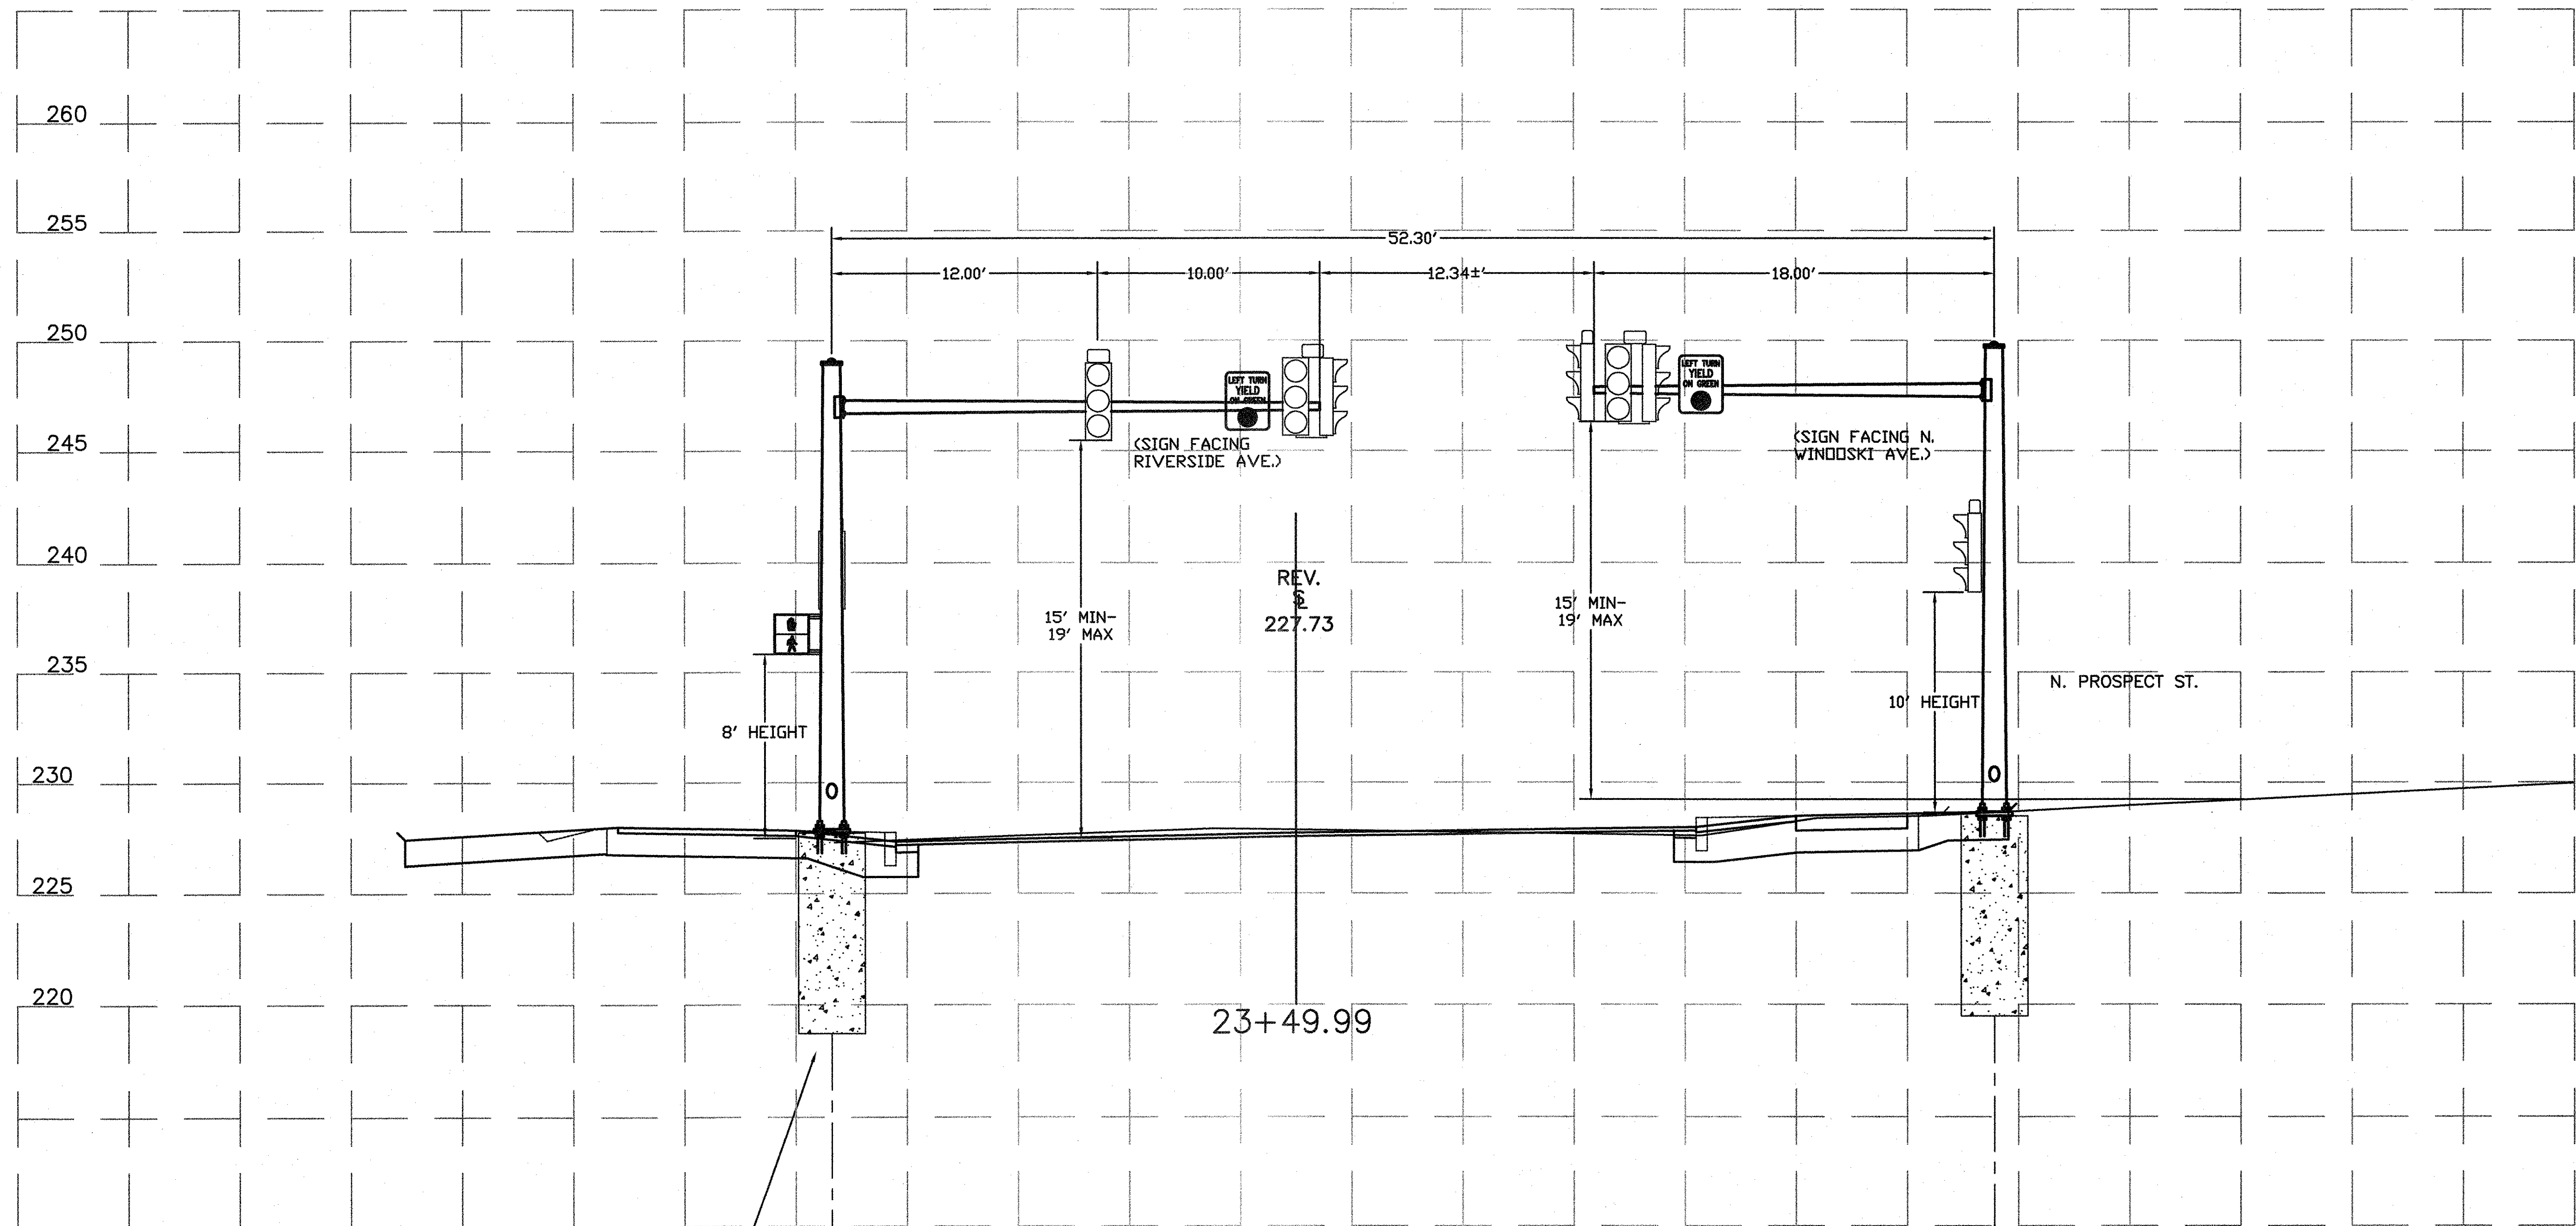 260
255
52.30'
12.00'
10.00'
12.34±'
18.00'
250
LEFT TURN
YIELD
ON GREEN
LEFT TURN
YIELD
ON GREEN
245
(SIGN FACING
RIVERSIDE AVE.)
(SIGN FACING N.
WINOOSKI AVE.)
240
REV.
℄
227.73
15' MIN-
19' MAX
15' MIN-
19' MAX
235
N. PROSPECT ST.
10' HEIGHT
8' HEIGHT
230
225
220
23+49.99